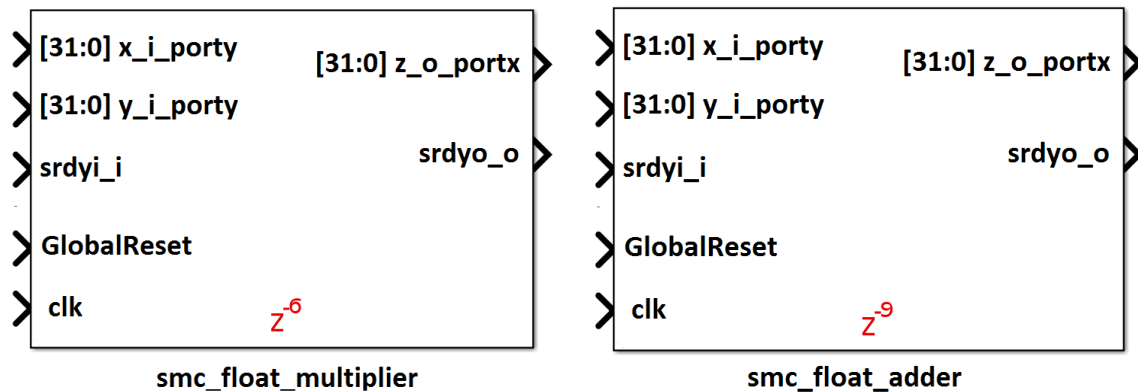 [31:0] x_i_porty
[31:0] z_o_portx
[31:0] y_i_porty
srdyo_o
srdyi_i
GlobalReset
clk
z-6
smc_float_multiplier
[31:0] x_i_porty
[31:0] z_o_portx
[31:0] y_i_porty
srdyo_o
srdyi_i
GlobalReset
clk
z-9
smc_float_adder